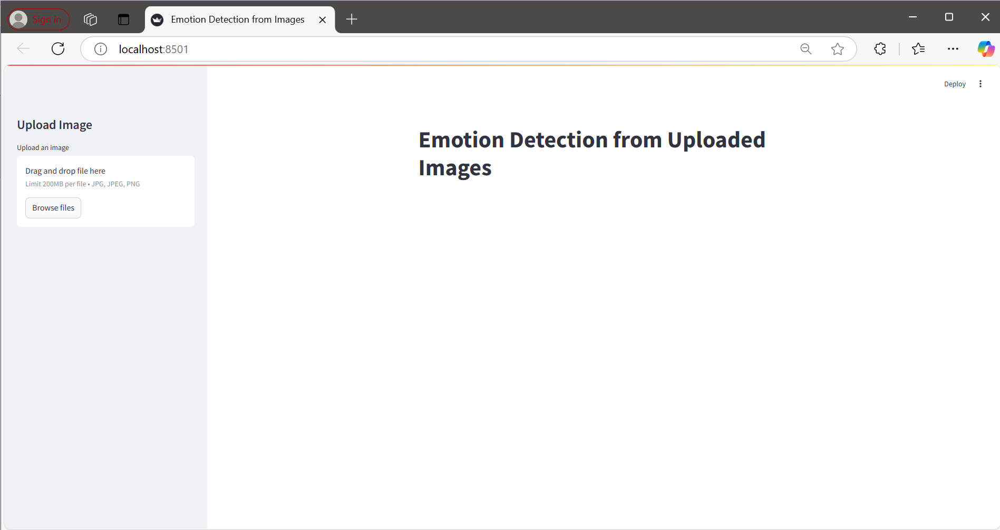 Sign in
Emotion Detection from Images
localhost:8501
Deploy
Upload Image
Upload an image
Drag and drop file here
Limit 200MB per file • JPG, JPEG, PNG
Browse files
Emotion Detection from Uploaded
Images